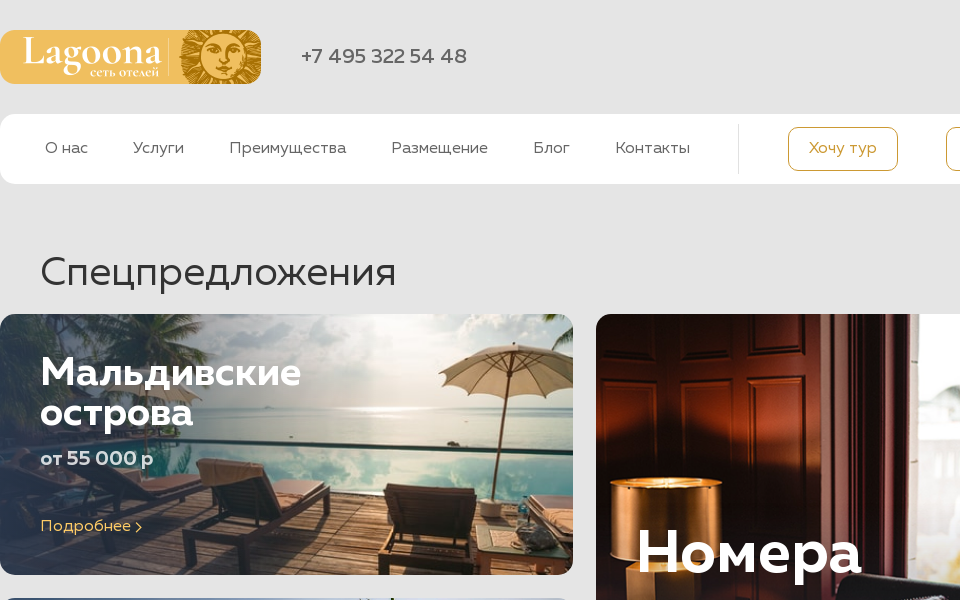 Lagoona
сеть отелей
+7 495 322 54 48
О нас
Услуги
Преимущества
Размещение
Блог
Контакты
Хочу тур
Спецпредложения
Мальдивские
острова
от 55 000 р
Подробнее
Номера